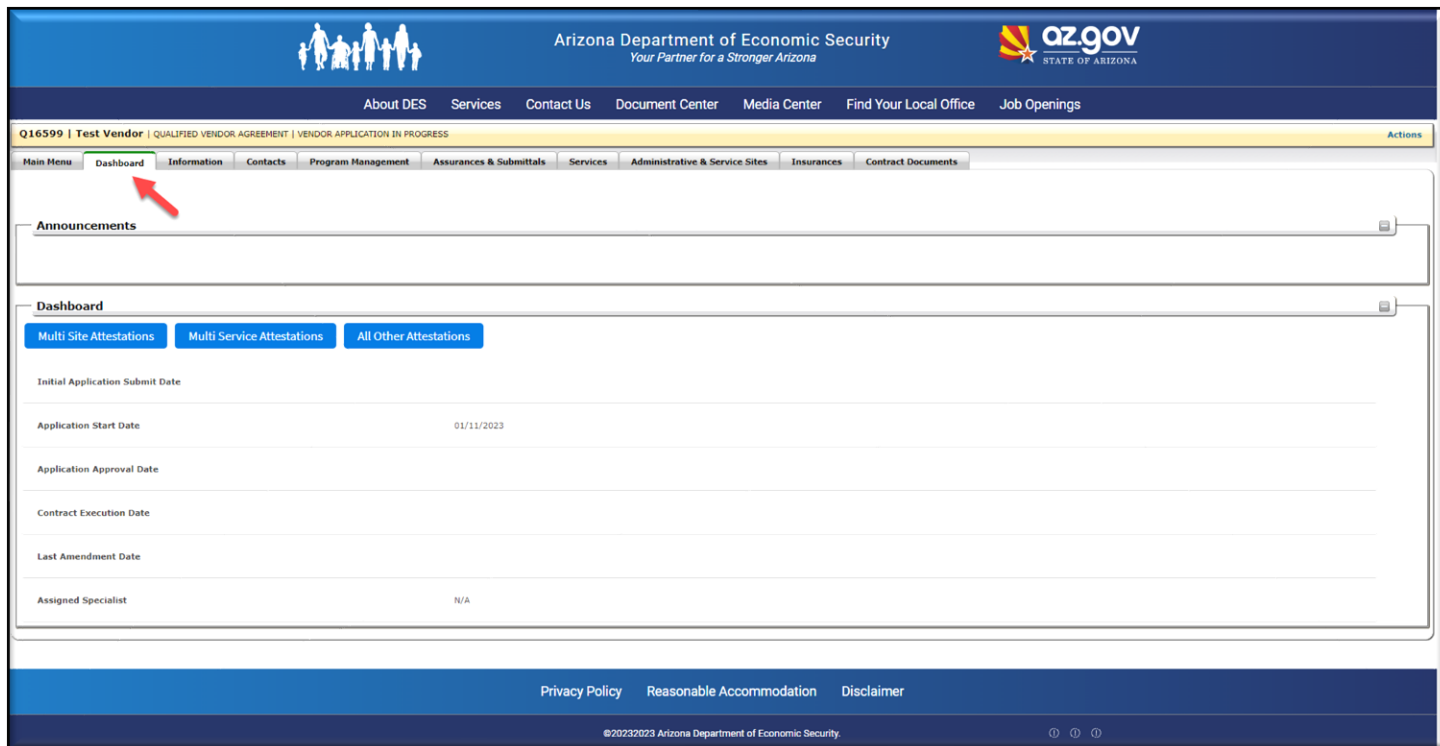 Arizona Department of Economic Security
Your Partner for a Stronger Arizona
az.gov
STATE OF ARIZONA
About DES Services Contact Us Document Center Media Center Find Your Local Office Job Openings
Q16599 | Test Vendor | QUALIFIED VENDOR AGREEMENT | VENDOR APPLICATION IN PROGRESS Actions
Main Menu Dashboard Information Contacts Program Management Assurances & Submittals Services Administrative & Service Sites Insurances Contract Documents
Announcements
Dashboard
Multi Site Attestations Multi Service Attestations All Other Attestations
Initial Application Submit Date
Application Start Date 01/11/2023
Application Approval Date
Contract Execution Date
Last Amendment Date
Assigned Specialist N/A
Privacy Policy Reasonable Accommodation Disclaimer
©20232023 Arizona Department of Economic Security.